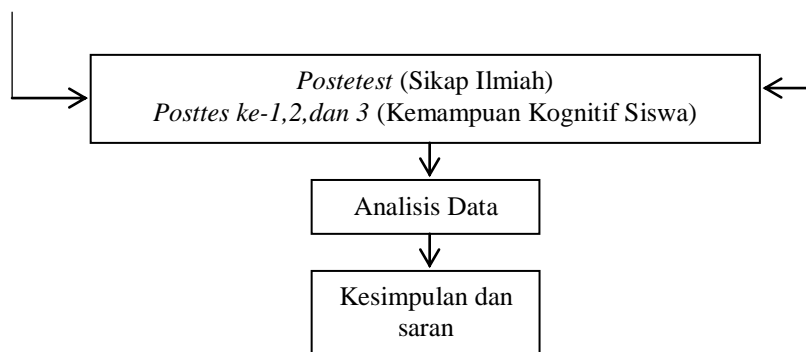 Postetest (Sikap Ilmiah)
Posttes ke-1,2,dan 3 (Kemampuan Kognitif Siswa)
Analisis Data
Kesimpulan dan
saran